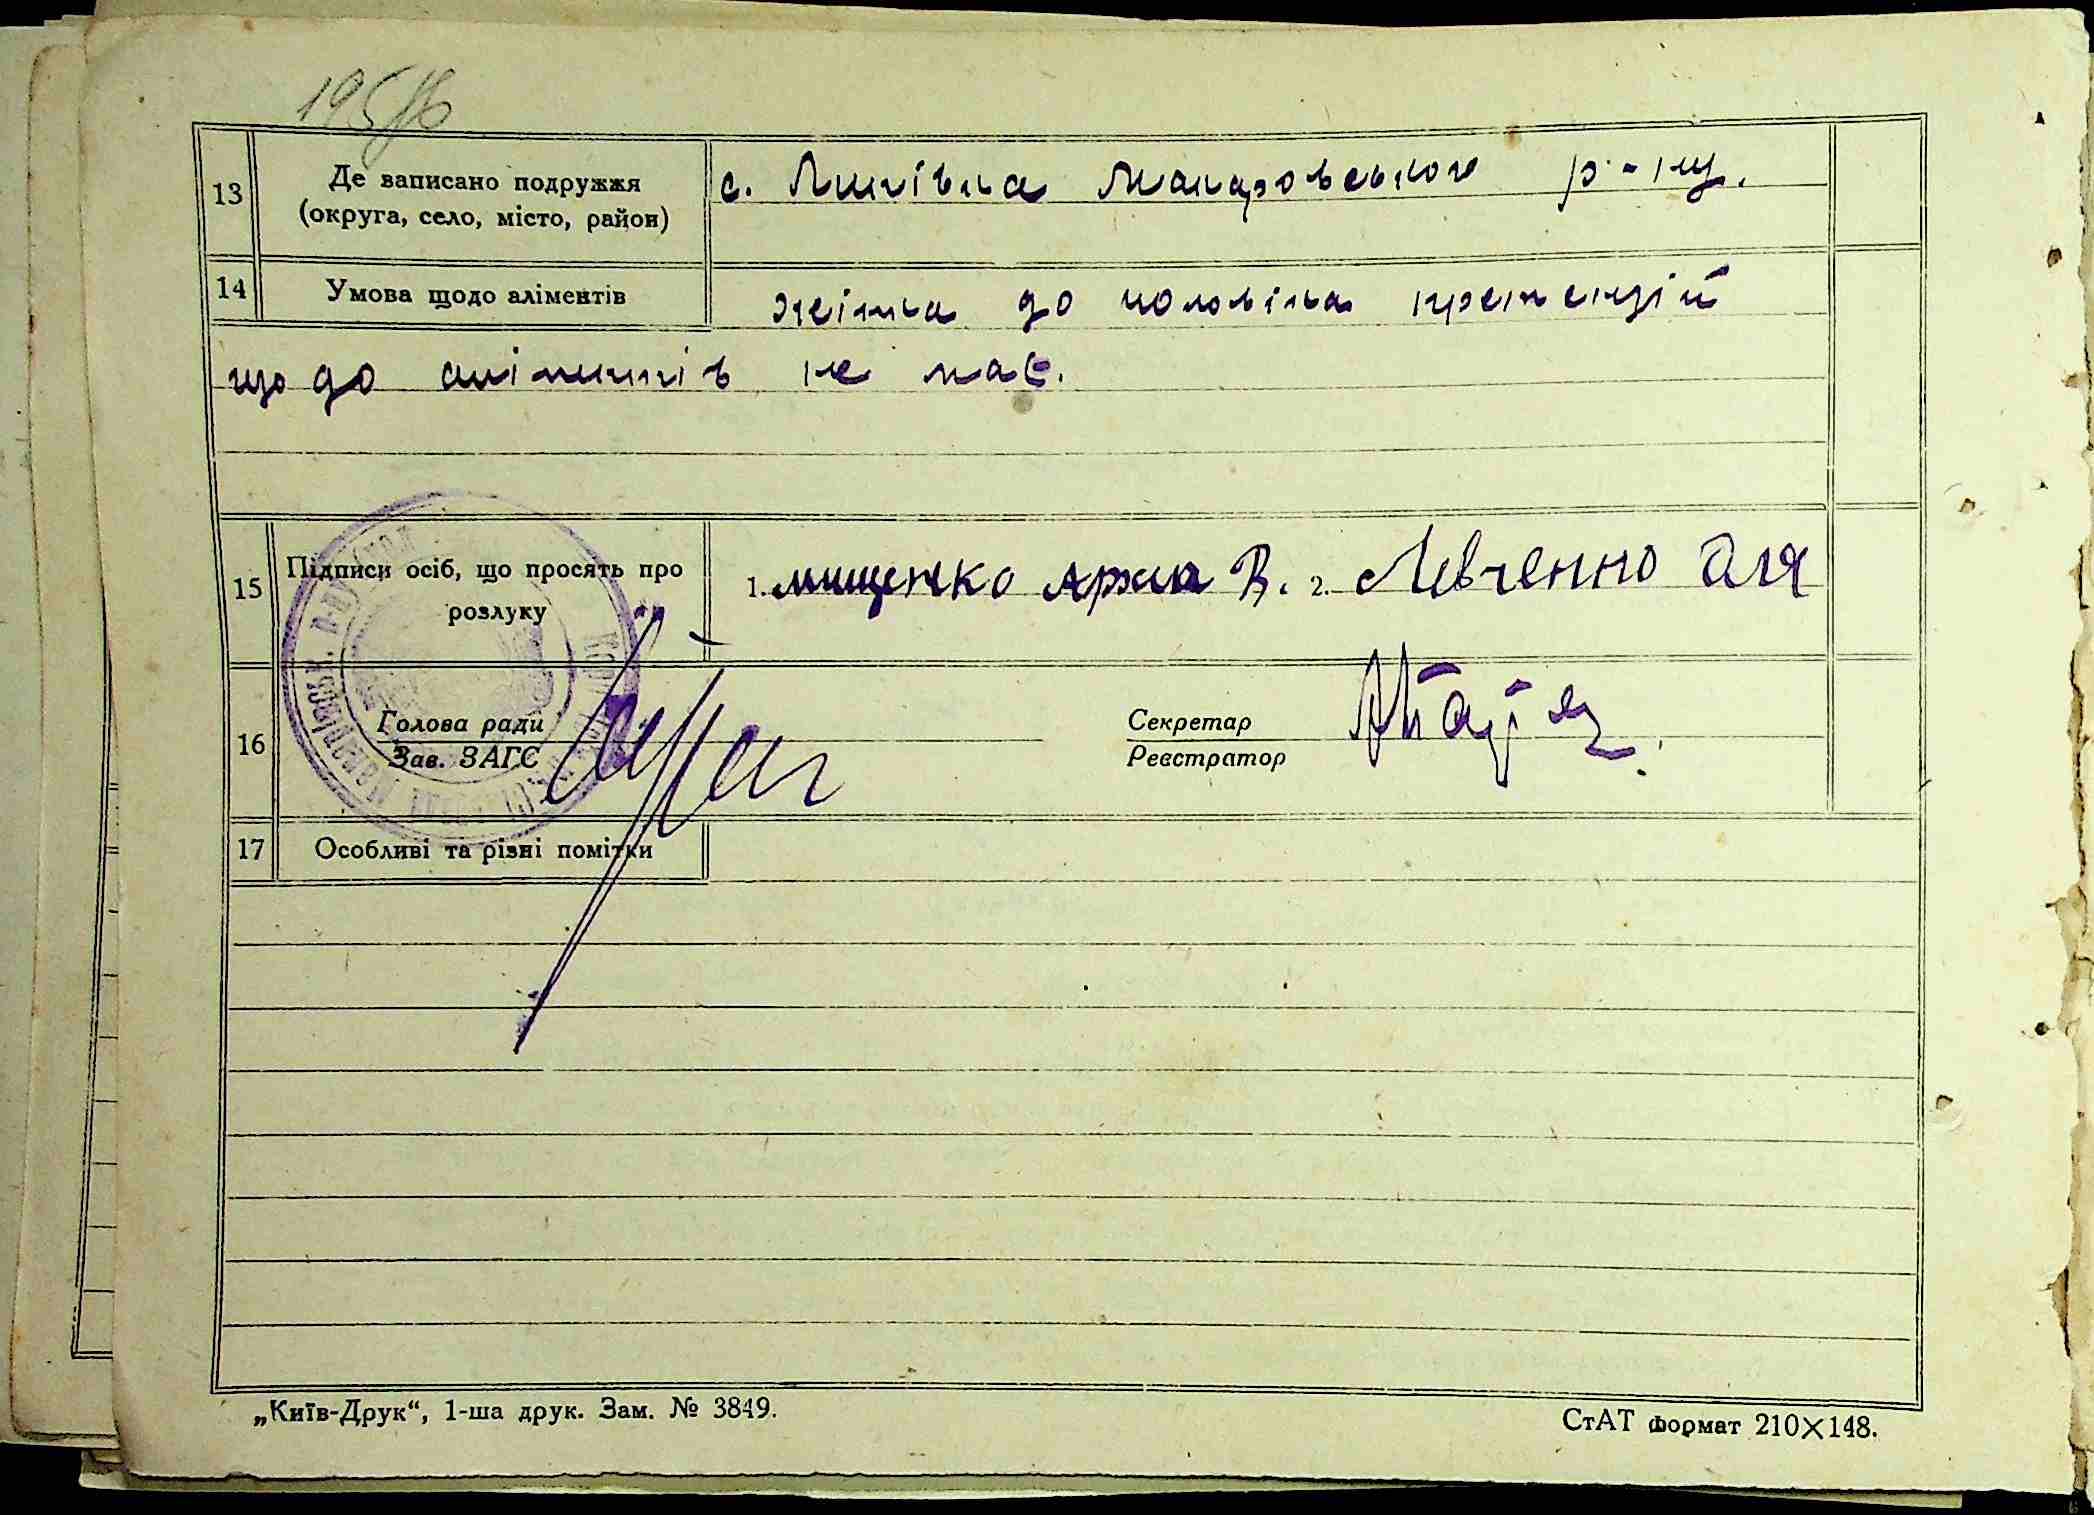 13 Де записано подружжя
(округа, село, місто, район)
с. Липівка Макаровського р-ну.
14 Умова щодо аліментів
жінка до чоловіка претензій
що до аліментів не має.
15 Підписи осіб, що просять про
розлуку
1. Мищенко В. 2. Левченко Оля
16 Голова ради
Зав. ЗАГС
Секретар
Реєстратор
17 Особливі та різні помітки
„Київ-Друк“, 1-ша друк. Зам. № 3849.
СтАТ формат 210×148.